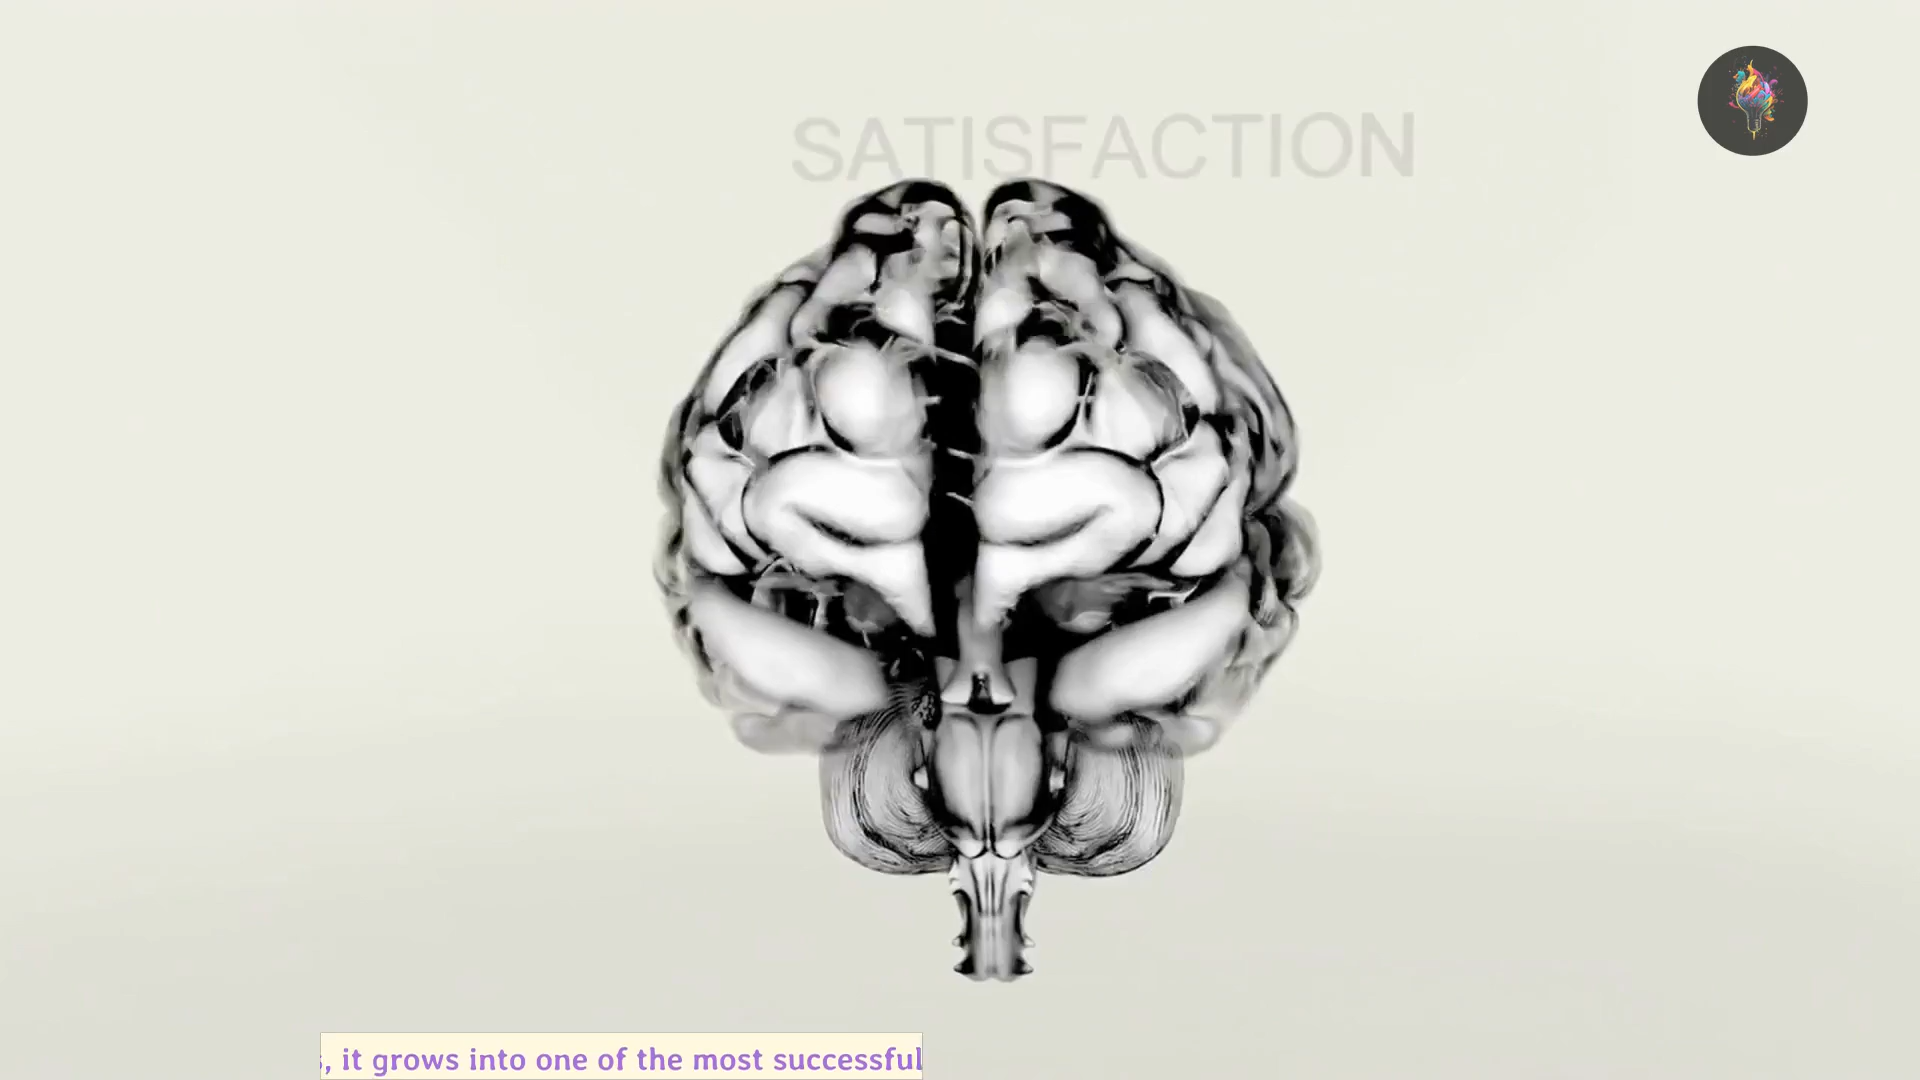 SATISFACTION
, it grows into one of the most successful